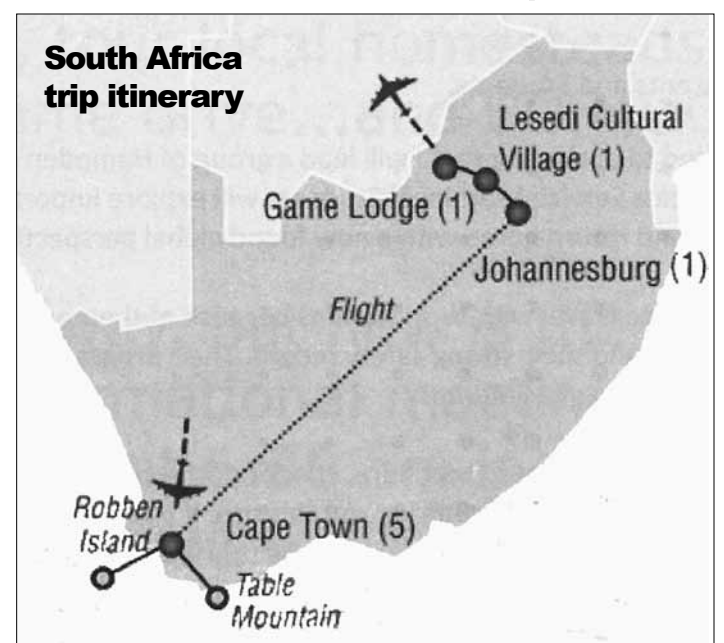 South Africa
trip itinerary
Lesedi Cultural
Village (1)
Game Lodge (1)
Johannesburg (1)
Flight
Robben
Island
Cape Town (5)
Table
Mountain